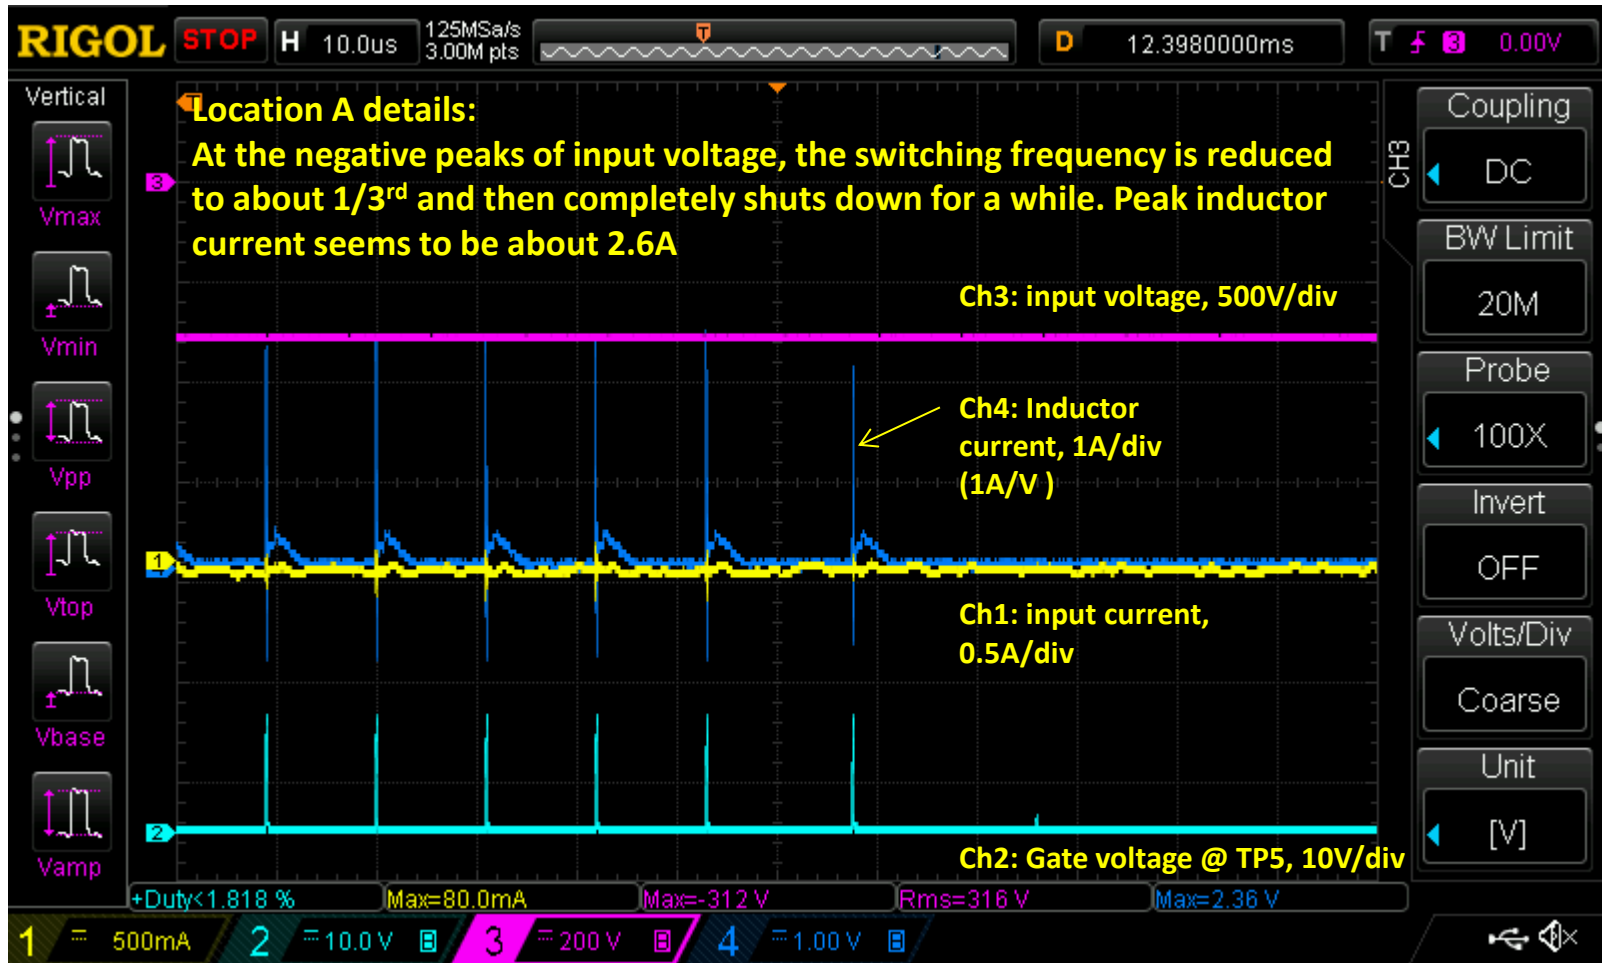 RIGOL STOP H 10.0us 125MSa/s 3.00M pts T D 12.3980000ms T 3 0.00V
Vertical
Vmax
Vmin
Vpp
Vtop
Vbase
Vamp
T
Location A details:
At the negative peaks of input voltage, the switching frequency is reduced
to about 1/3rd and then completely shuts down for a while. Peak inductor
current seems to be about 2.6A
3
Ch3: input voltage, 500V/div
Ch4: Inductor
current, 1A/div
(1A/V )
1
Ch1: input current,
0.5A/div
2
Ch2: Gate voltage @ TP5, 10V/div
CH3
Coupling
DC
BW Limit
20M
Probe
100X
Invert
OFF
Volts/Div
Coarse
Unit
[V]
+Duty<1.818 % Max=80.0mA Max=-312 V Rms=316 V Max=2.36 V
1 500mA 2 10.0 V B 3 200 V B 4 1.00 V B